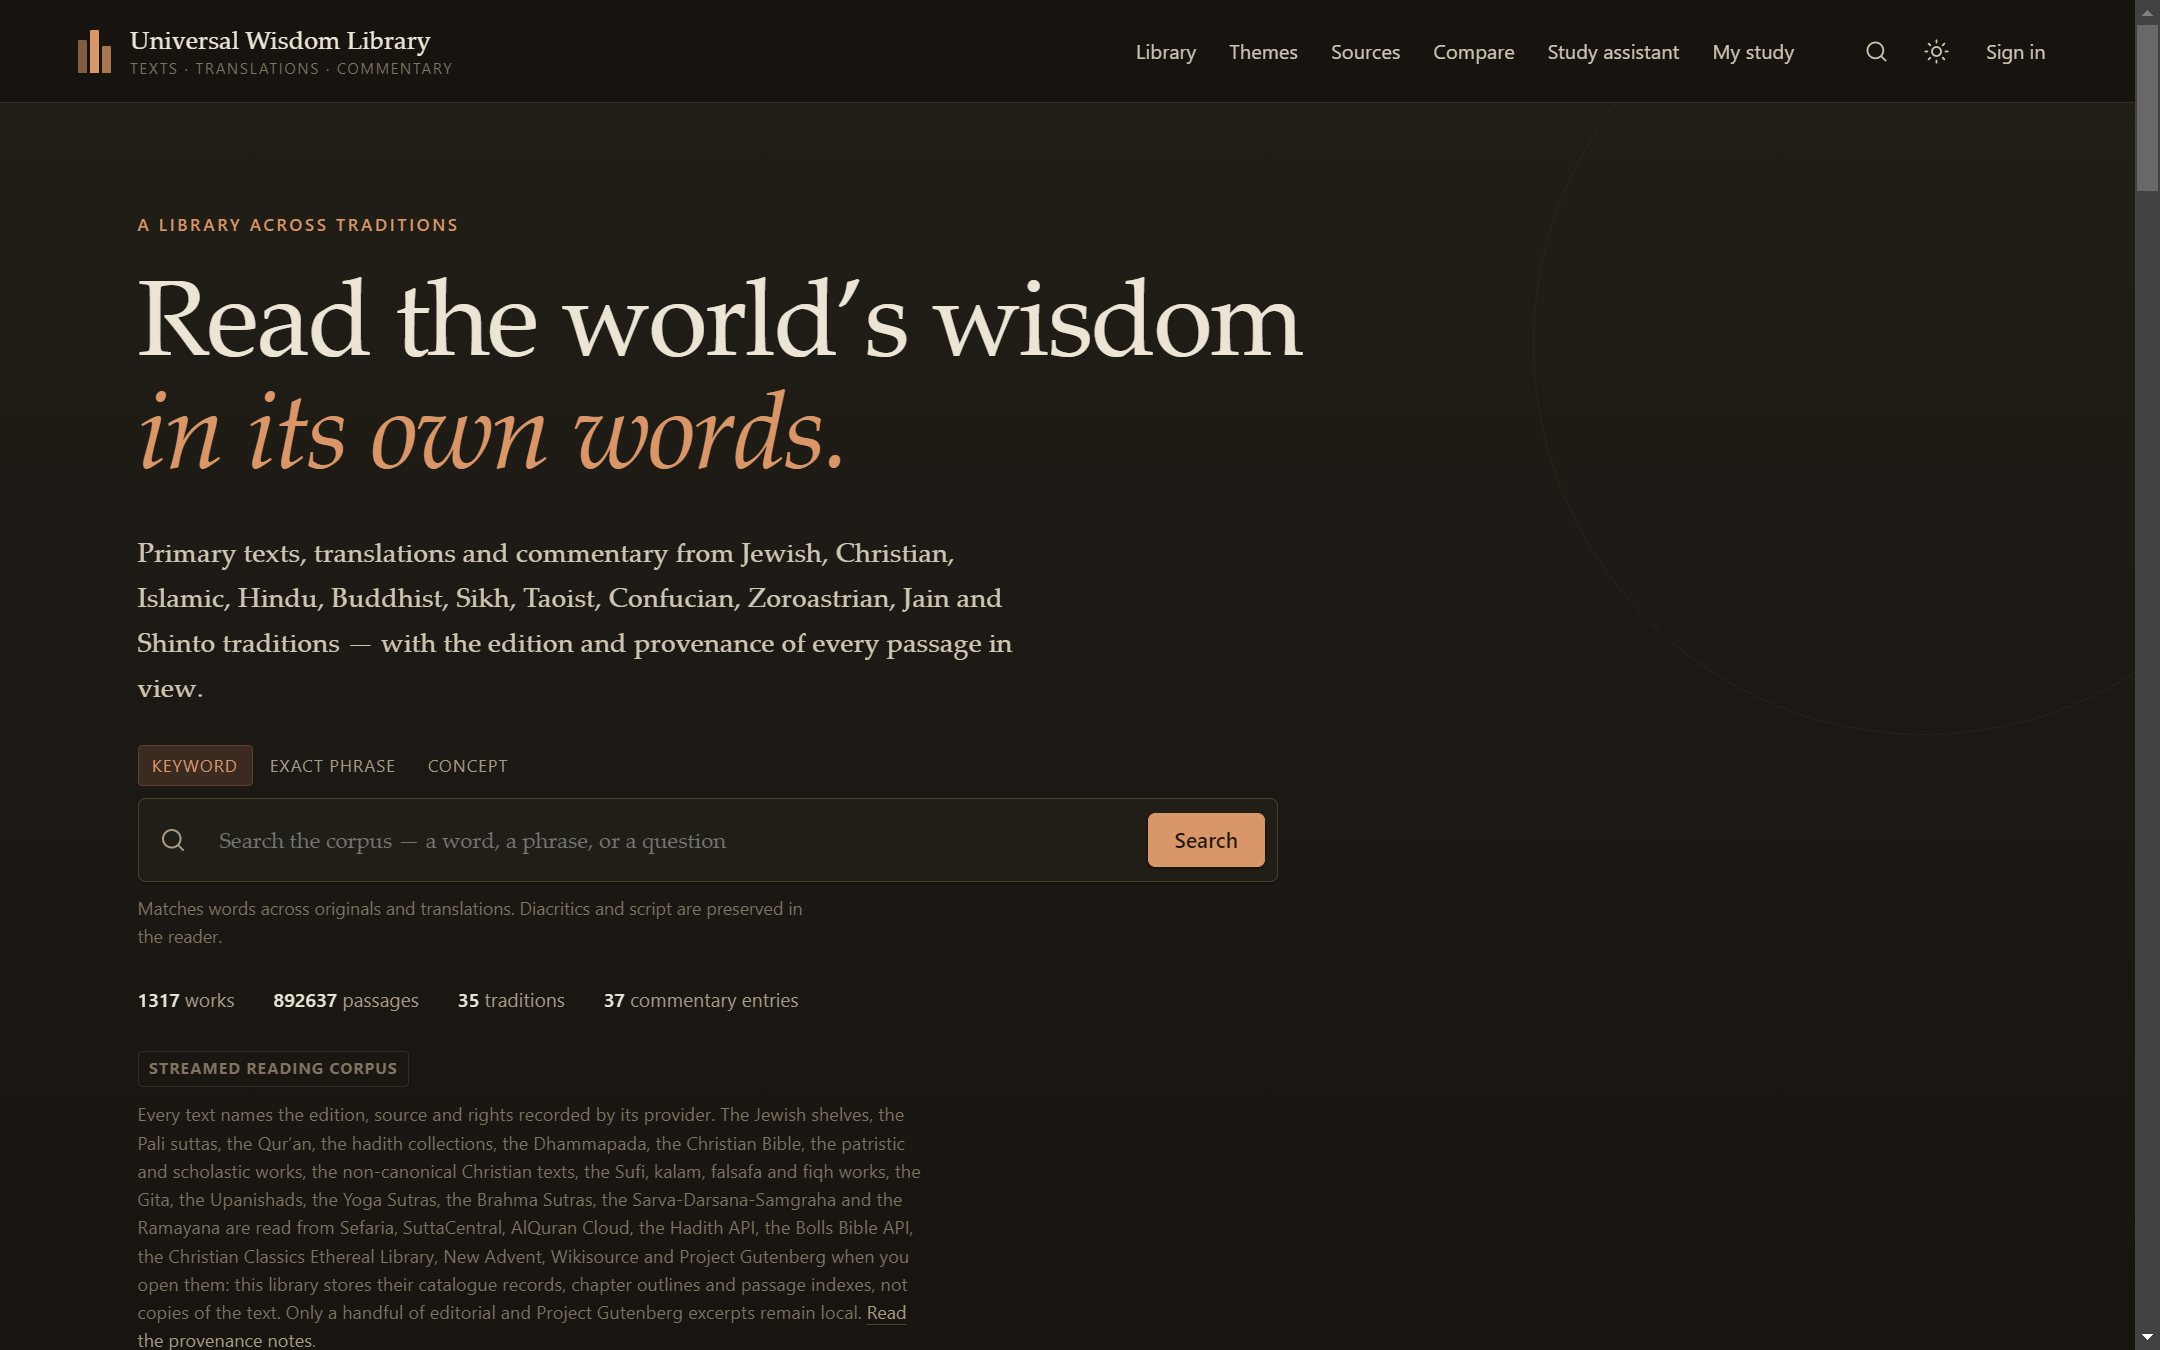 Universal Wisdom Library
TEXTS · TRANSLATIONS · COMMENTARY
Library
Themes
Sources
Compare
Study assistant
My study
Sign in
A LIBRARY ACROSS TRADITIONS
Read the world’s wisdom
in its own words.
Primary texts, translations and commentary from Jewish, Christian,
Islamic, Hindu, Buddhist, Sikh, Taoist, Confucian, Zoroastrian, Jain and
Shinto traditions — with the edition and provenance of every passage in
view.
KEYWORD
EXACT PHRASE
CONCEPT
Search the corpus — a word, a phrase, or a question
Search
Matches words across originals and translations. Diacritics and script are preserved in
the reader.
1317 works
892637 passages
35 traditions
37 commentary entries
STREAMED READING CORPUS
Every text names the edition, source and rights recorded by its provider. The Jewish shelves, the
Pali suttas, the Qur’an, the hadith collections, the Dhammapada, the Christian Bible, the patristic
and scholastic works, the non-canonical Christian texts, the Sufi, kalam, falsafa and fiqh works, the
Gita, the Upanishads, the Yoga Sutras, the Brahma Sutras, the Sarva-Darsana-Samgraha and the
Ramayana are read from Sefaria, SuttaCentral, AlQuran Cloud, the Hadith API, the Bolls Bible API,
the Christian Classics Ethereal Library, New Advent, Wikisource and Project Gutenberg when you
open them: this library stores their catalogue records, chapter outlines and passage indexes, not
copies of the text. Only a handful of editorial and Project Gutenberg excerpts remain local. Read
the provenance notes.